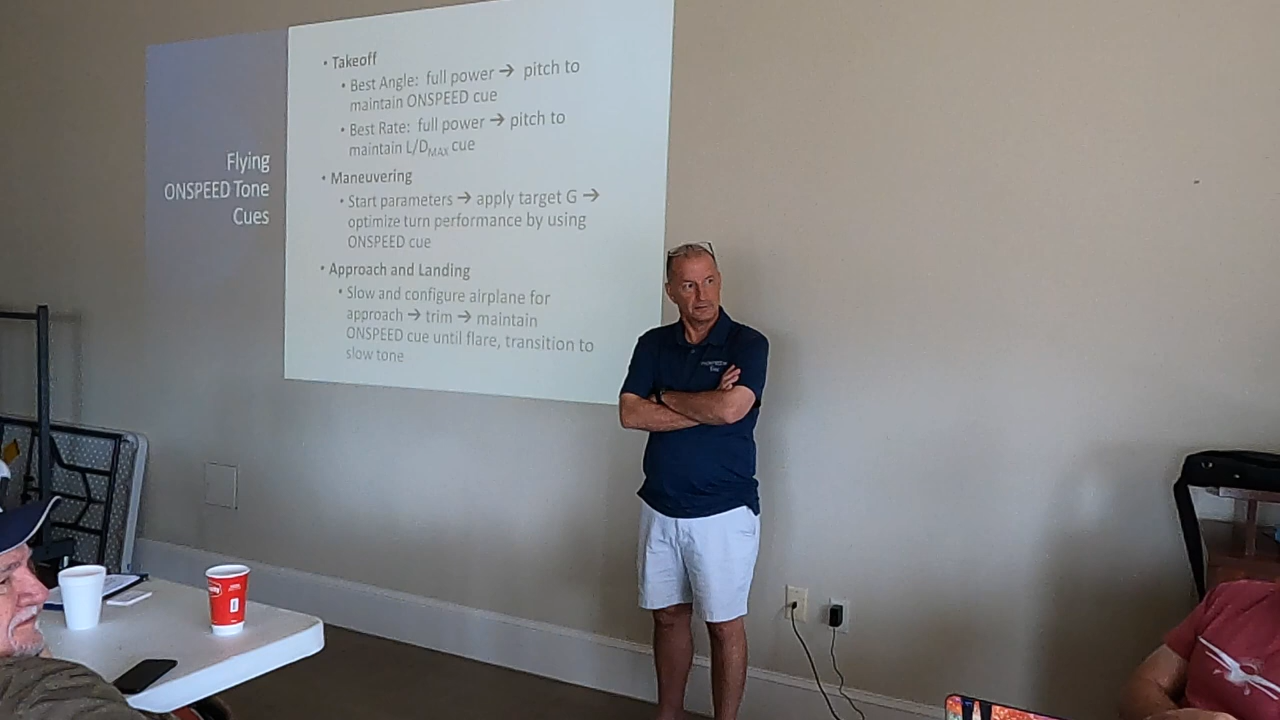 Flying
ONSPEED Tone
Cues
• Takeoff
• Best Angle: full power → pitch to
maintain ONSPEED cue
• Best Rate: full power → pitch to
maintain L/DMAX cue
• Maneuvering
• Start parameters → apply target G →
optimize turn performance by using
ONSPEED cue
• Approach and Landing
• Slow and configure airplane for
approach → trim → maintain
ONSPEED cue until flare, transition to
slow tone